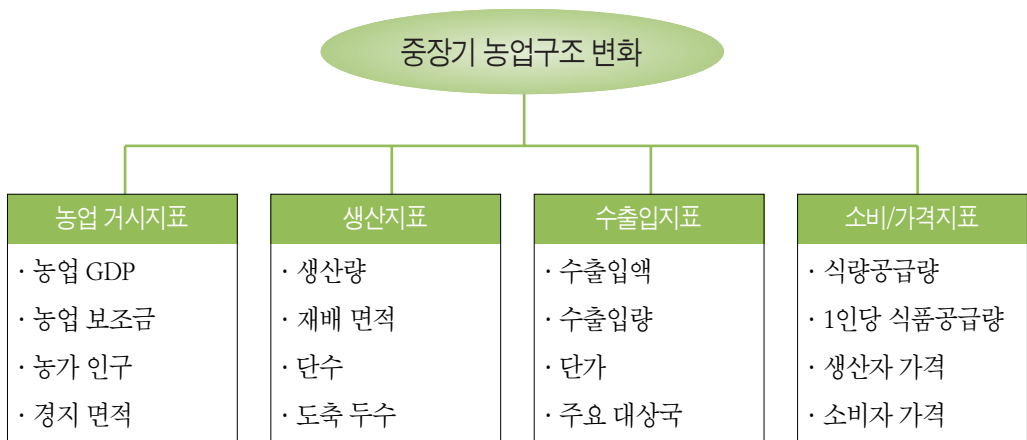 중장기 농업구조 변화
농업 거시지표
· 농업 GDP
· 농업 보조금
· 농가 인구
· 경지 면적
생산지표
· 생산량
· 재배 면적
· 단수
· 도축 두수
수출입지표
· 수출입액
· 수출입량
· 단가
· 주요 대상국
소비/가격지표
· 식량공급량
· 1인당 식품공급량
· 생산자 가격
· 소비자 가격